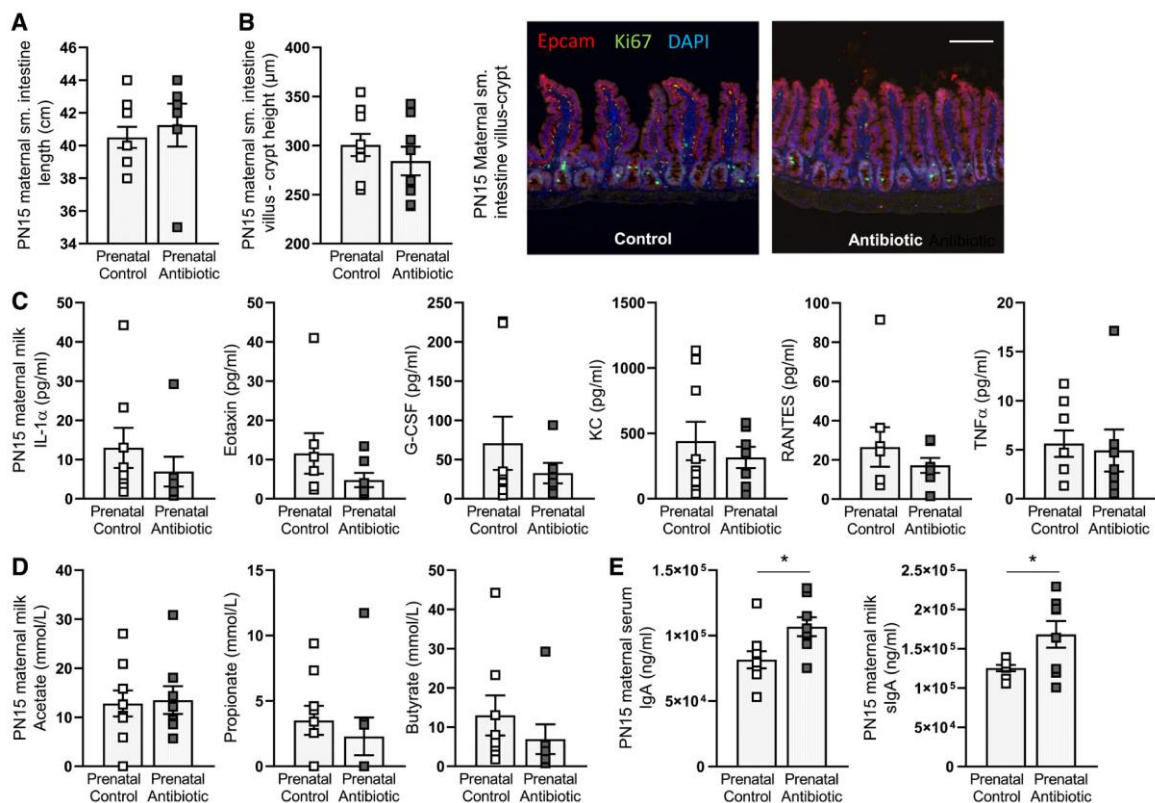 A
PN15 maternal sm. intestine
length (cm)
46
44
42
40
38
36
34
Prenatal
Control
Prenatal
Antibiotic
B
PN15 maternal sm. intestine
villus - crypt height (µm)
400
350
300
250
200
Prenatal
Control
Prenatal
Antibiotic
PN15 Maternal sm.
intestine villus-crypt
Epcam Ki67 DAPI
Control
Antibiotic Antibiotic
C
PN15 maternal milk
IL-1α (pg/ml)
50
40
30
20
10
0
Prenatal
Control
Prenatal
Antibiotic
Eotaxin (pg/ml)
50
40
30
20
10
0
Prenatal
Control
Prenatal
Antibiotic
G-CSF (pg/ml)
250
200
150
100
50
0
Prenatal
Control
Prenatal
Antibiotic
KC (pg/ml)
1500
1000
500
0
Prenatal
Control
Prenatal
Antibiotic
RANTES (pg/ml)
100
80
60
40
20
0
Prenatal
Control
Prenatal
Antibiotic
TNFα (pg/ml)
20
15
10
5
0
Prenatal
Control
Prenatal
Antibiotic
D
PN15 maternal milk
Acetate (mmol/L)
40
30
20
10
0
Prenatal
Control
Prenatal
Antibiotic
Propionate (mmol/L)
15
10
5
0
Prenatal
Control
Prenatal
Antibiotic
Butyrate (mmol/L)
50
40
30
20
10
0
Prenatal
Control
Prenatal
Antibiotic
E
PN15 maternal serum
IgA (ng/ml)
1.5×10⁵
1×10⁵
5×10⁴
0
*
Prenatal
Control
Prenatal
Antibiotic
PN15 maternal milk
sIgA (ng/ml)
2.5×10⁵
2×10⁵
1.5×10⁵
1×10⁵
5×10⁴
0
*
Prenatal
Control
Prenatal
Antibiotic